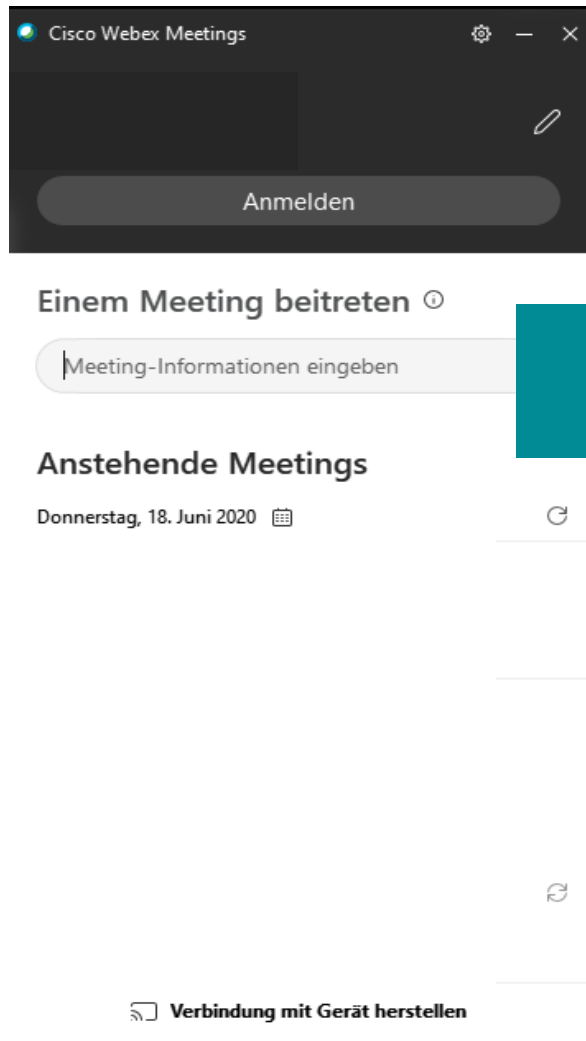 Cisco Webex Meetings
Anmelden
Einem Meeting beitreten
Meeting-Informationen eingeben
Anstehende Meetings
Donnerstag, 18. Juni 2020
Verbindung mit Gerät herstellen